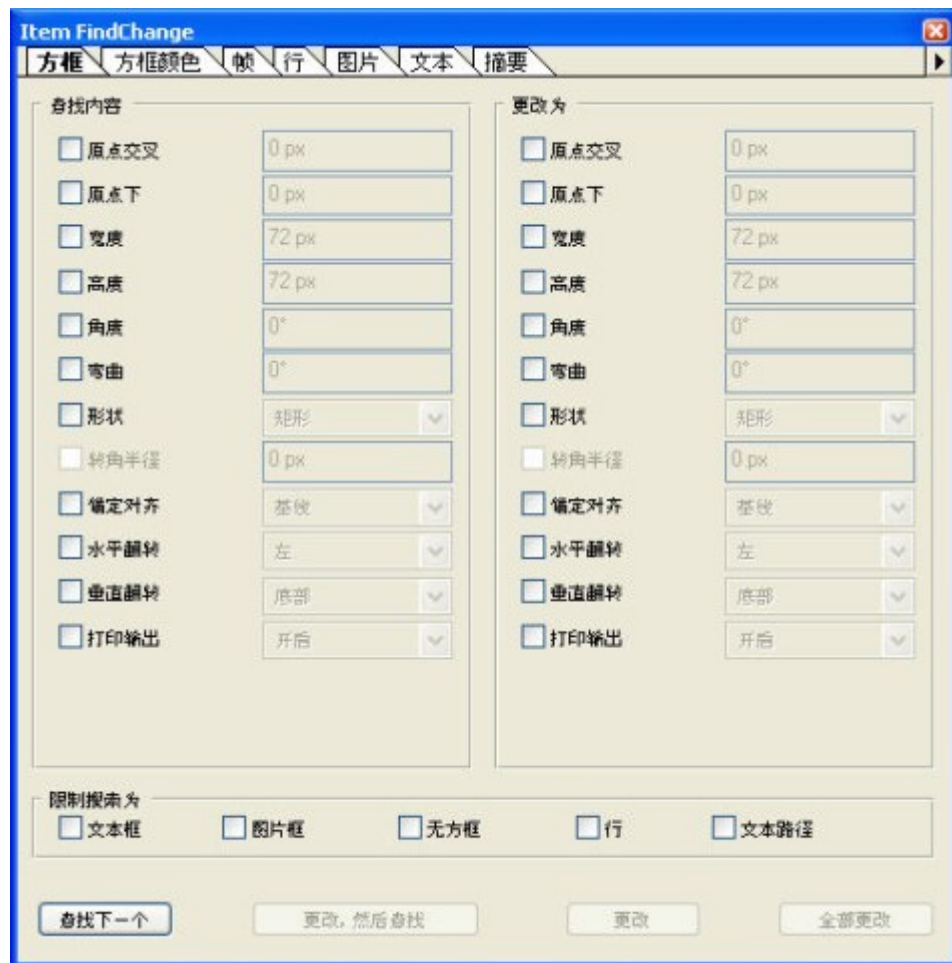 Item FindChange
方框 方框颜色 帧 行 图片 文本 摘要
查找内容 更改为
原点交叉 0 px 原点交叉 0 px
原点下 0 px 原点下 0 px
宽度 72 px 宽度 72 px
高度 72 px 高度 72 px
角度 0° 角度 0°
弯曲 0° 弯曲 0°
形状 矩形 形状 矩形
转角半径 0 px 转角半径 0 px
锚定对齐 基线 锚定对齐 基线
水平翻转 左 水平翻转 左
垂直翻转 底部 垂直翻转 底部
打印输出 开启 打印输出 开启
限制搜索为
文本框 图片框 无方框 行 文本路径
查找下一个 更改,然后查找 更改 全部更改